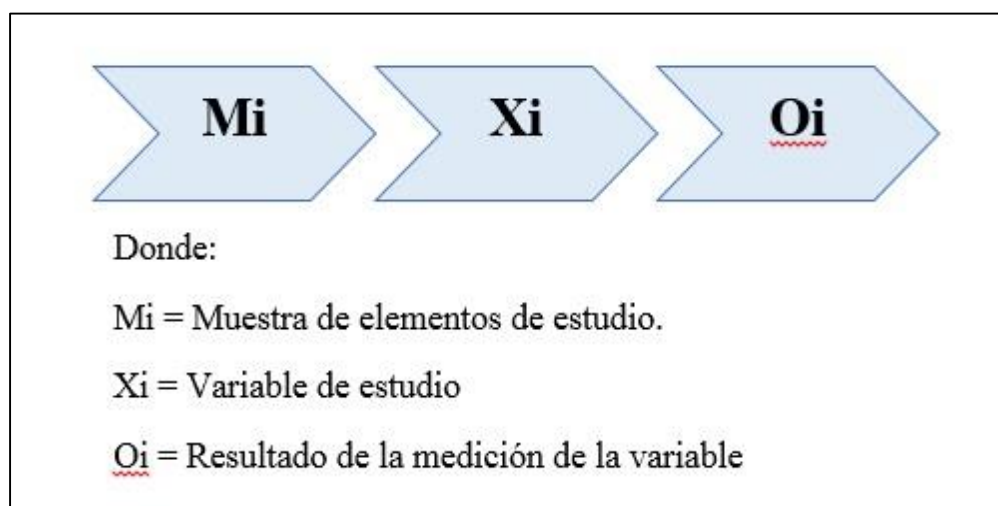 Mi Xi Oi
Donde:
Mi = Muestra de elementos de estudio.
Xi = Variable de estudio
Oi = Resultado de la medición de la variable